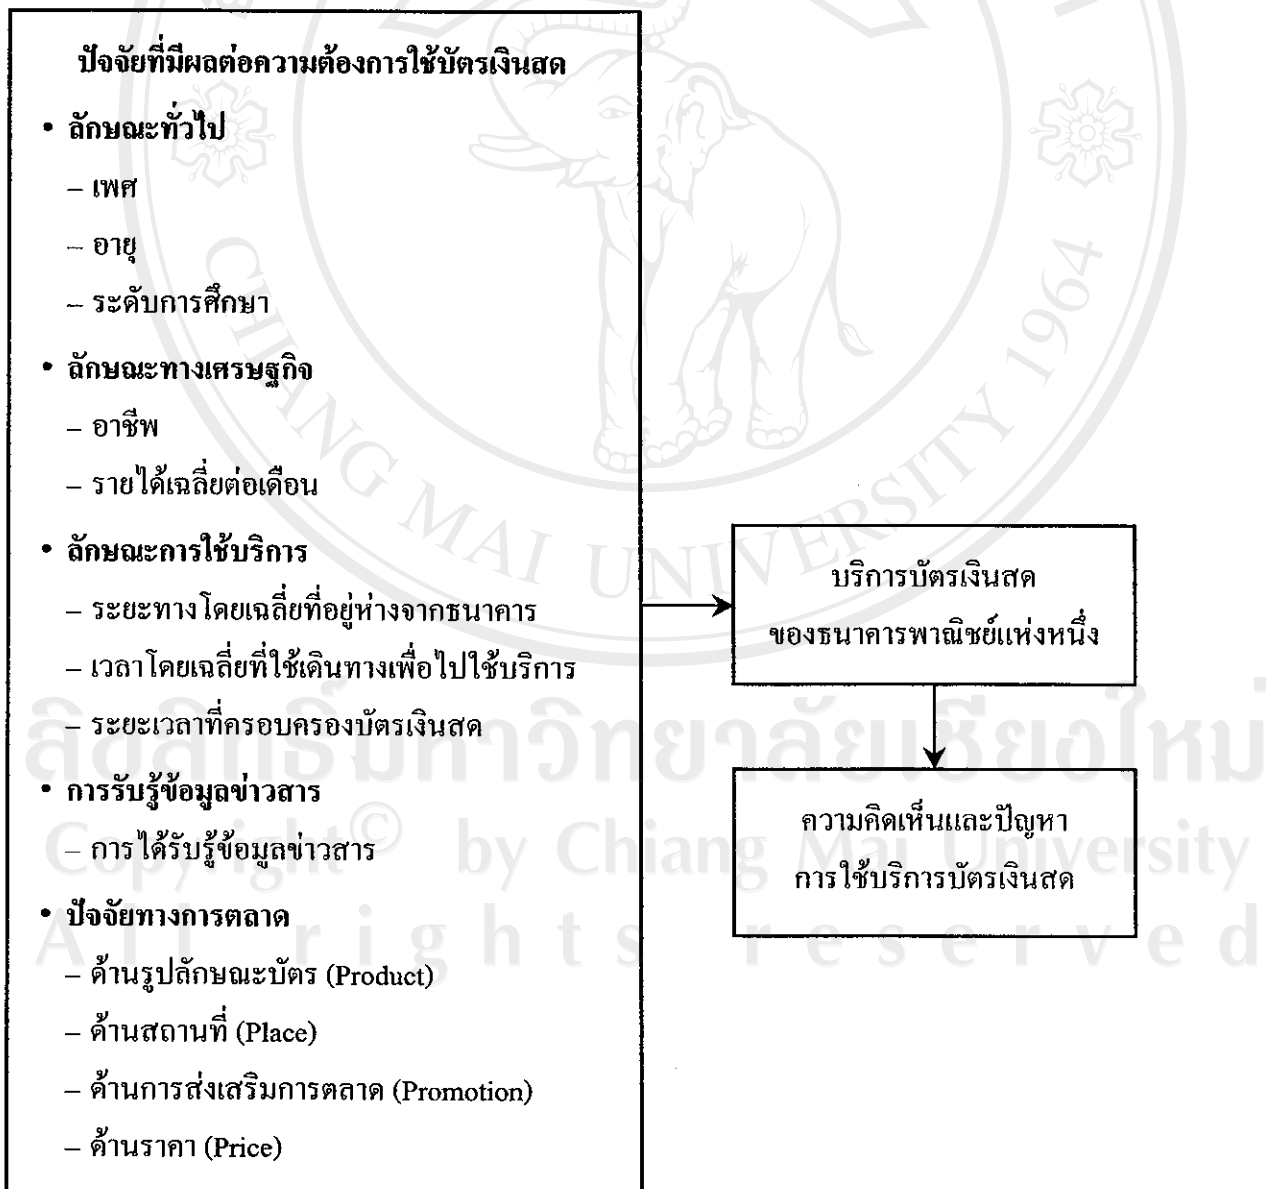 ปัจจัยที่มีผลต่อความต้องการใช้บัตรเงินสด
• ลักษณะทั่วไป
– เพศ
– อายุ
– ระดับการศึกษา
• ลักษณะทางเศรษฐกิจ
– อาชีพ
– รายได้เฉลี่ยต่อเดือน
• ลักษณะการใช้บริการ
– ระยะทางโดยเฉลี่ยที่อยู่ห่างจากธนาคาร
– เวลาโดยเฉลี่ยที่ใช้เดินทางเพื่อไปใช้บริการ
– ระยะเวลาที่ครอบครองบัตรเงินสด
• การรับรู้ข้อมูลข่าวสาร
– การได้รับรู้ข้อมูลข่าวสาร
• ปัจจัยทางการตลาด
– ด้านรูปลักษณะบัตร (Product)
– ด้านสถานที่ (Place)
– ด้านการส่งเสริมการตลาด (Promotion)
– ด้านราคา (Price)
บริการบัตรเงินสด
ของธนาคารพาณิชย์แห่งหนึ่ง
ความคิดเห็นและปัญหา
การใช้บริการบัตรเงินสด
CHIANG MAI UNIVERSITY 1964
ลิขสิทธิ์มหาวิทยาลัยเชียงใหม่
Copyright© by Chiang Mai University
All rights reserved